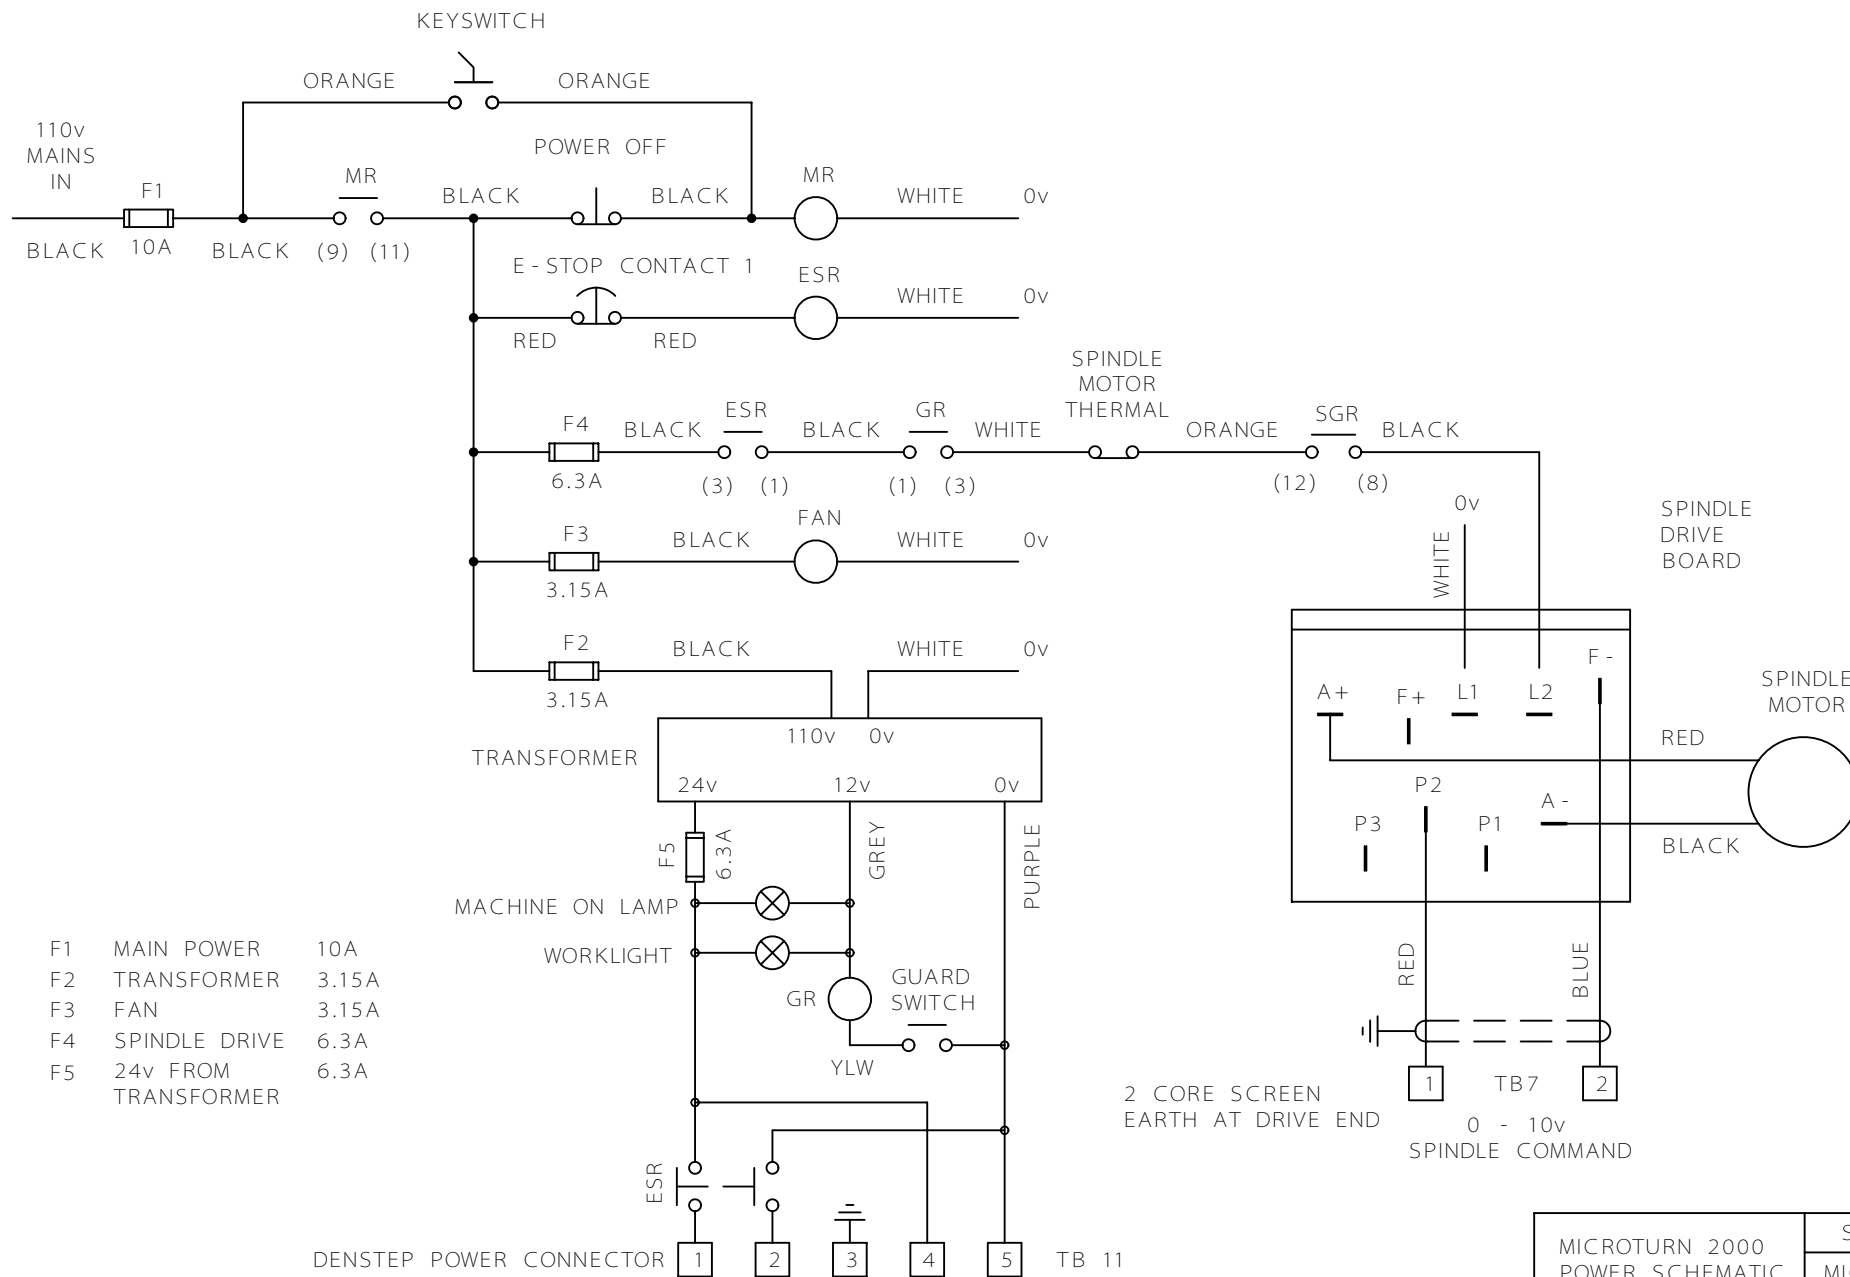 KEYSWITCH
ORANGE ORANGE
110v
MAINS
IN
POWER OFF
F1
MR
BLACK
BLACK
MR
WHITE
0v
BLACK
10A
BLACK
(9) (11)
E-STOP CONTACT 1
ESR
WHITE
0v
RED
RED
SPINDLE
MOTOR
THERMAL
F4
BLACK
ESR
BLACK
GR
WHITE
ORANGE
SGR
BLACK
6.3A
(3) (1)
(1) (3)
(12) (8)
F3
BLACK
FAN
WHITE
0v
3.15A
0v
WHITE
SPINDLE
DRIVE
BOARD
F2
BLACK
WHITE
0v
3.15A
TRANSFORMER
110v 0v
24v 12v 0v
A+
F+
L1
L2
F-
SPINDLE
MOTOR
RED
P2
A-
P3
P1
BLACK
F5
6.3A
GREY
PURPLE
MACHINE ON LAMP
WORKLIGHT
GR
GUARD
SWITCH
YLW
RED
BLUE
F1 MAIN POWER 10A
F2 TRANSFORMER 3.15A
F3 FAN 3.15A
F4 SPINDLE DRIVE 6.3A
F5 24v FROM 6.3A
TRANSFORMER
2 CORE SCREEN
EARTH AT DRIVE END
1 TB7 2
0 - 10v
SPINDLE COMMAND
ESR
DENSTEP POWER CONNECTOR 1 2 3 4 5 TB 11
MICROTURN 2000
POWER SCHEMATIC